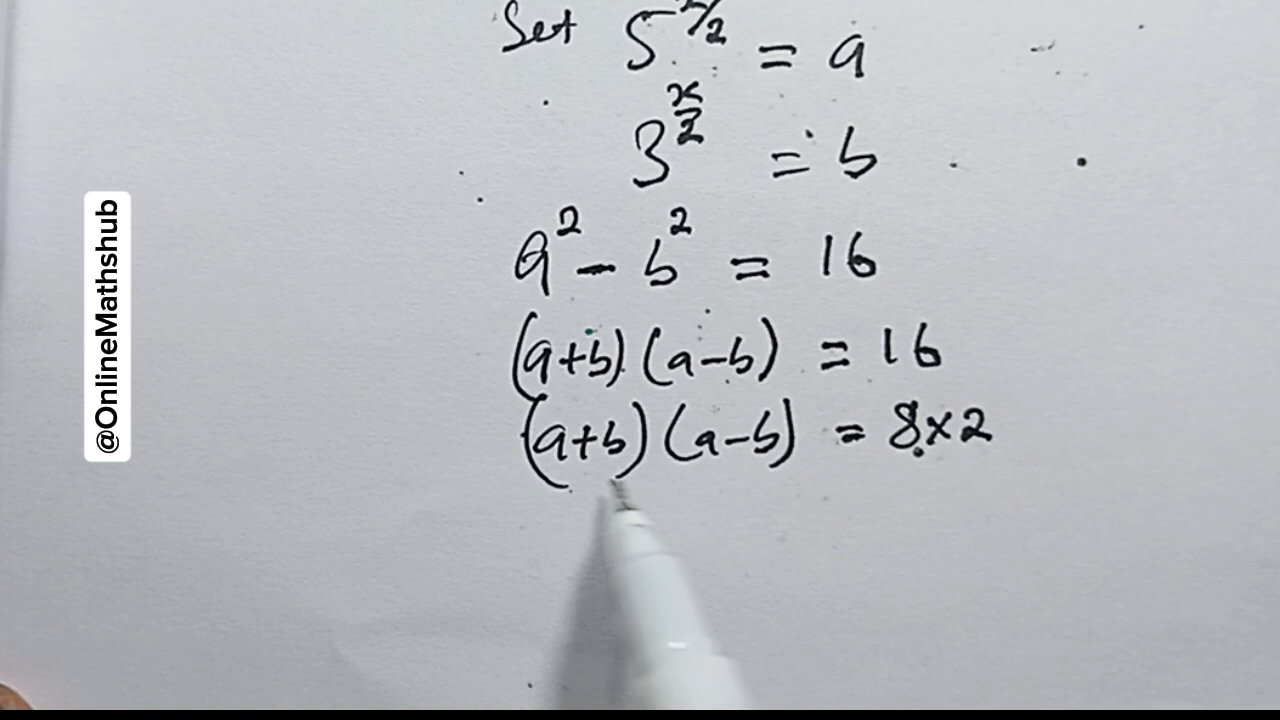 Set 5^x/2 = a
3^x/2 = b
a² - b² = 16
(a+b) (a-b) = 16
(a+b) (a-b) = 8×2
@OnlineMathshub